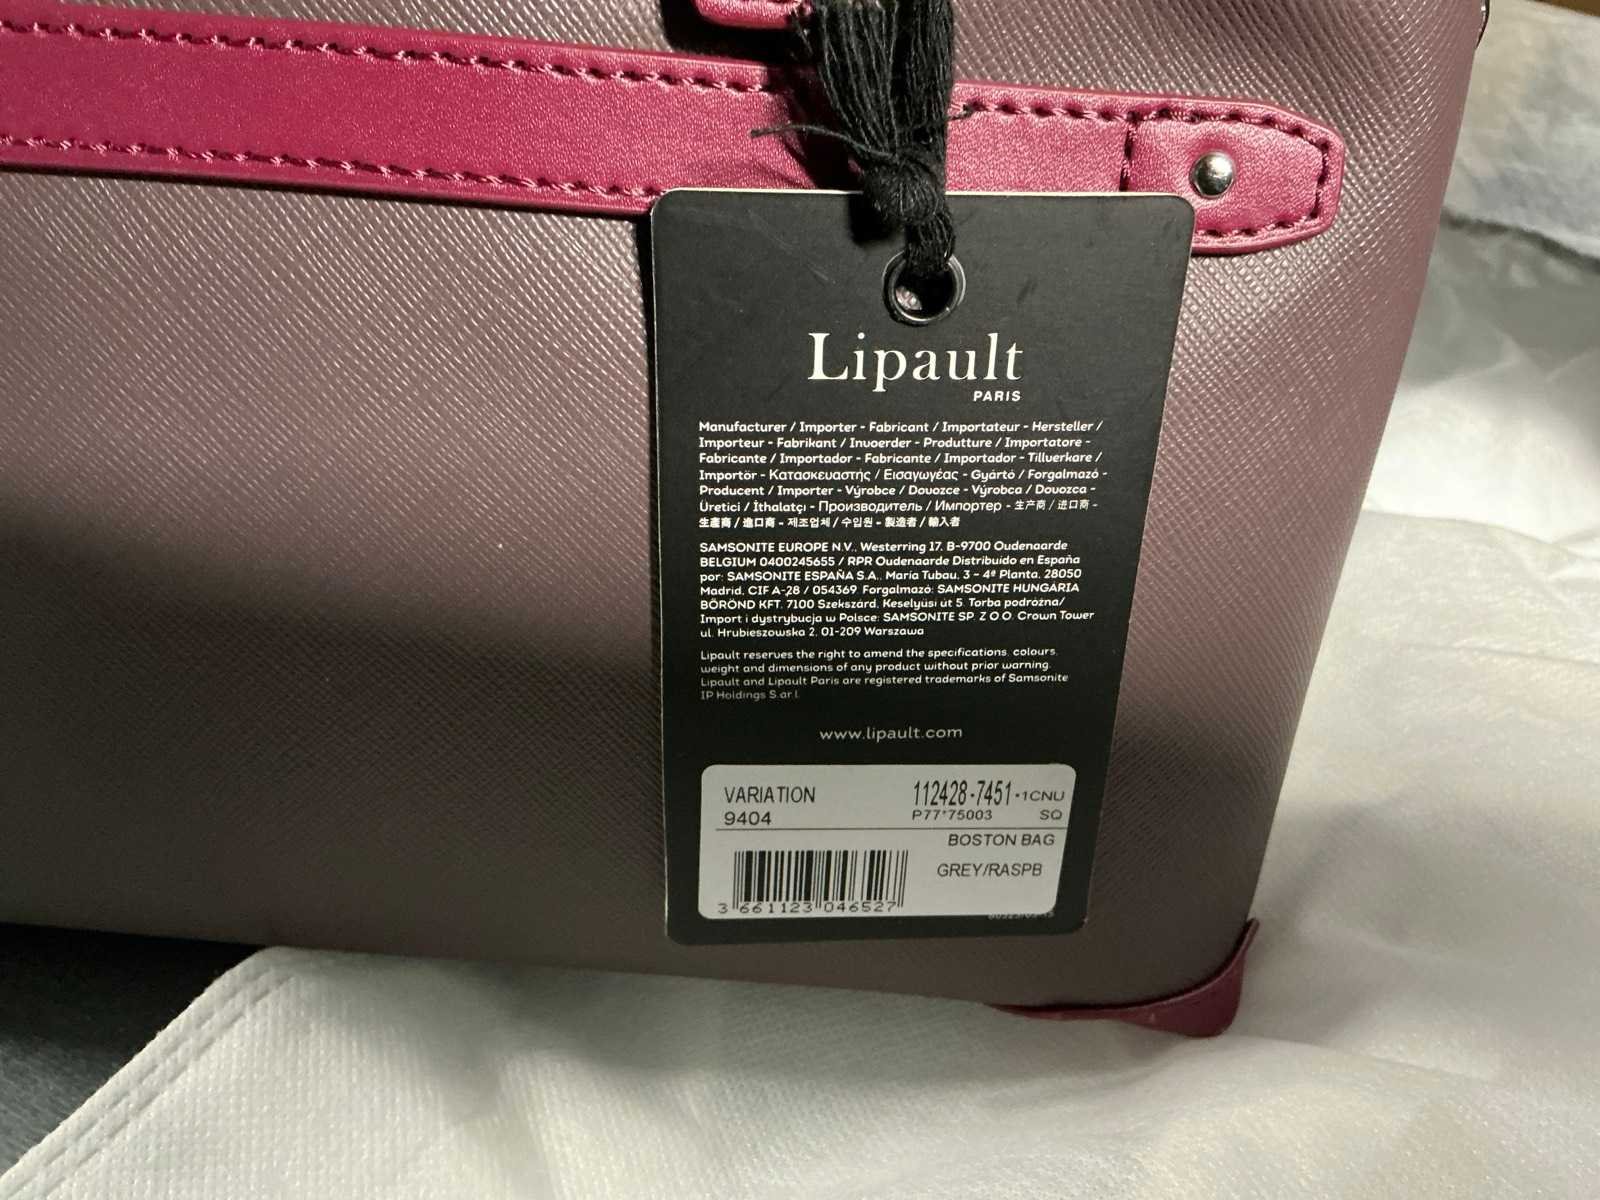 Lipault
PARIS
Manufacturer / Importer - Fabricant / Importateur - Hersteller /
Importeur - Fabrikant / Invoerder - Produttore / Importatore -
Fabricante / Importador - Fabricante / Importador - Tillverkare /
Importör - Κατασκευαστής / Εισαγωγέας - Gyártó / Forgalmazó -
Producent / Importer - Výrobce / Dovozce - Výrobca / Dovozca -
Üretici / İthalatçı - Производитель / Импортер - 生产商 / 进口商 -
生產商 / 進口商 - 제조업체 / 수입원 - 製造者 / 輸入者
SAMSONITE EUROPE N.V., Westerring 17, B-9700 Oudenaarde
BELGIUM 0400245655 / RPR Oudenaarde Distribuido en España
por: SAMSONITE ESPAÑA S.A., María Tubau, 3 - 4ª Planta, 28050
Madrid, CIF A-28 / 054369 Forgalmazó: SAMSONITE HUNGÁRIA
BÖRÖND KFT. 7100 Szekszárd, Keselyüsi út 5. Torba podróżna/
Import i dystrybucja w Polsce: SAMSONITE SP. Z O.O. Crown Tower
ul. Hrubieszowska 2, 01-209 Warszawa
Lipault reserves the right to amend the specifications, colours,
weight and dimensions of any product without prior warning.
Lipault and Lipault Paris are registered trademarks of Samsonite
IP Holdings S.ar.l.
www.lipault.com
VARIATION 112428-7451•1CNU
9404 P77*75003 SQ
BOSTON BAG
GREY/RASPB
3 661123 046527